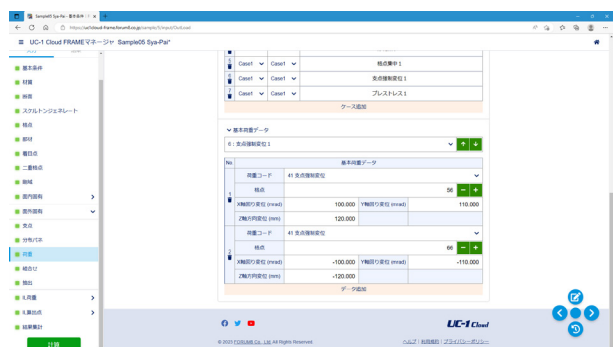 Sample05 Sya-Pai - 基本条件 - F
https://uc1cloud-frame.forum8.co.jp/sample/5/input/OutLoad
UC-1 Cloud FRAMEマネージャ Sample05 Sya-Pai*
基本条件
材質
断面
スケルトンジェネレート
格点
部材
着目点
二重格点
剛域
面内固有
面外固有
支点
分布バネ
荷重
組合せ
抽出
IL荷重
IL算出点
結果集計
計算
5 Case1 Case1 格点集中1
6 Case1 Case1 支点強制変位1
7 Case1 Case1 プレストレス1
ケース追加
基本荷重データ
6 : 支点強制変位1
No. 基本荷重データ
荷重コード 41 支点強制変位
1 格点 56
X軸回り変位 (mrad) 100.000 Y軸回り変位 (mrad) 110.000
Z軸方向変位 (mm) 120.000
荷重コード 41 支点強制変位
2 格点 66
X軸回り変位 (mrad) -100.000 Y軸回り変位 (mrad) -110.000
Z軸方向変位 (mm) -120.000
データ追加
UC-1 Cloud
© 2023 FORUM8 Co., Ltd. All Rights Reserved.
ヘルプ | 利用規約 | プライバシーポリシー